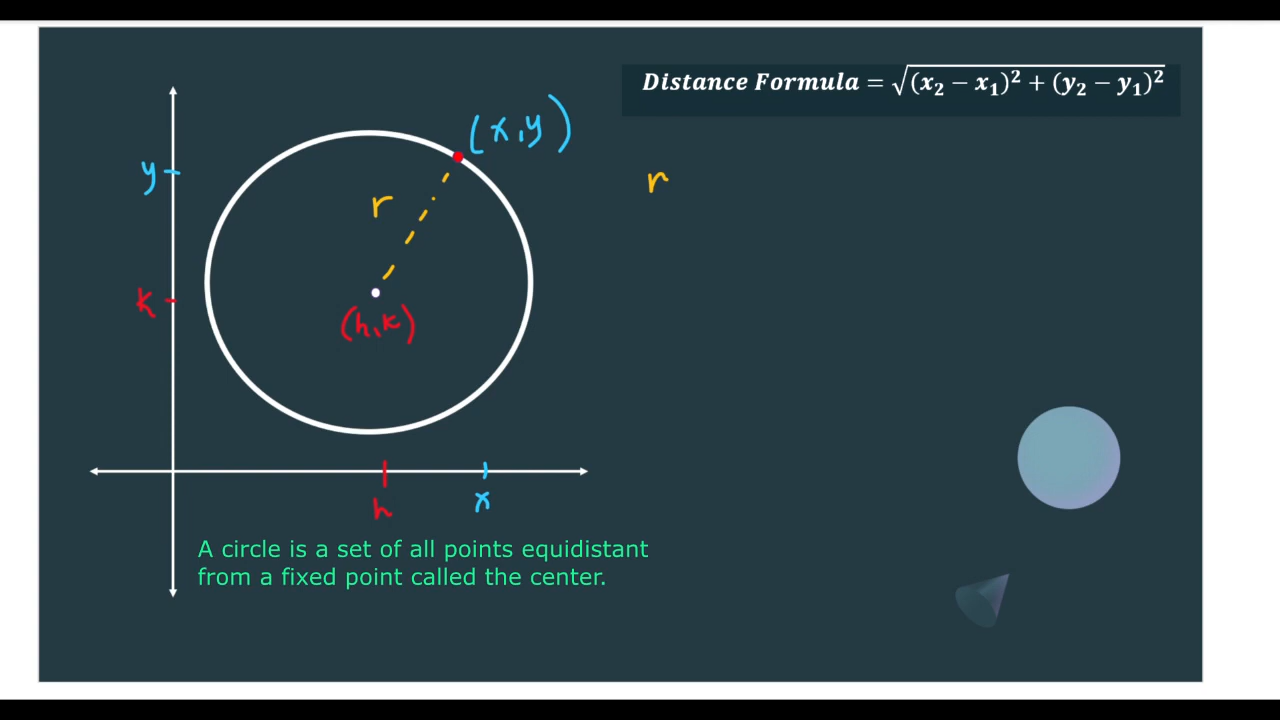 Distance Formula = √(x₂ − x₁)² + (y₂ − y₁)²
(x,y)
y
r
r
k
(h,k)
h
x
A circle is a set of all points equidistant
from a fixed point called the center.